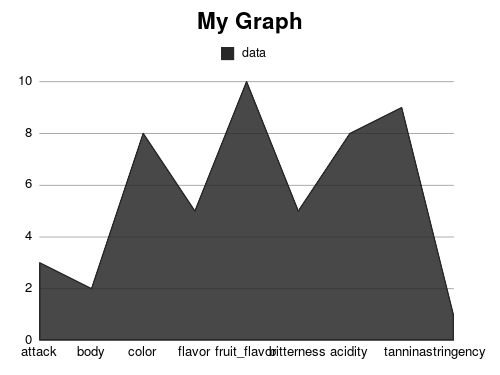 My Graph
data
10
8
6
4
2
0
attack body color flavor fruit_flavor bitterness acidity tannin astringency